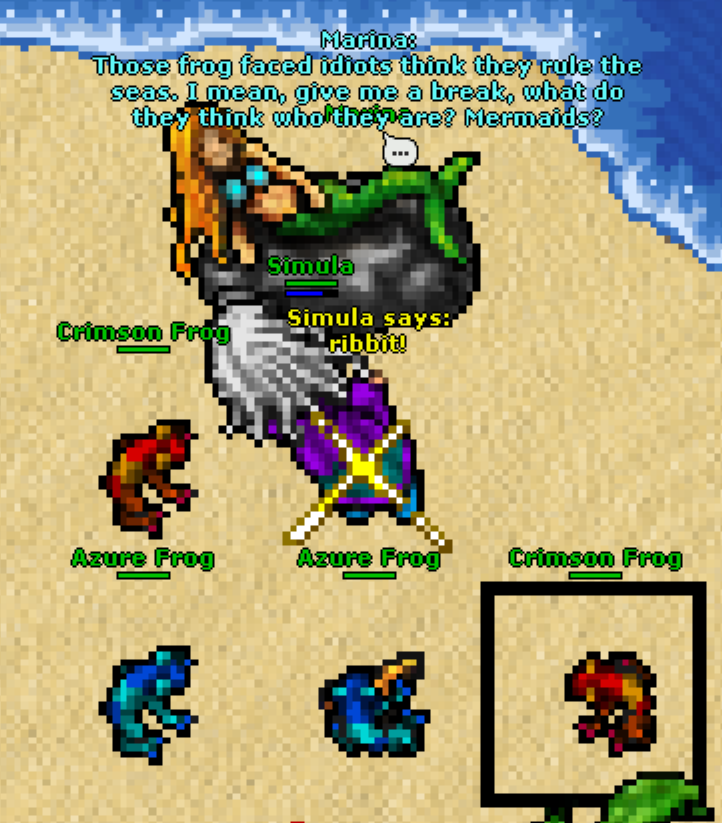 Marina:
Those frog faced idiots think they rule the
seas. I mean, give me a break, what do
they think who they are? Mermaids?
Marina
...
Simula
Simula says:
ribbit!
Crimson Frog
Azure Frog
Azure Frog
Crimson Frog